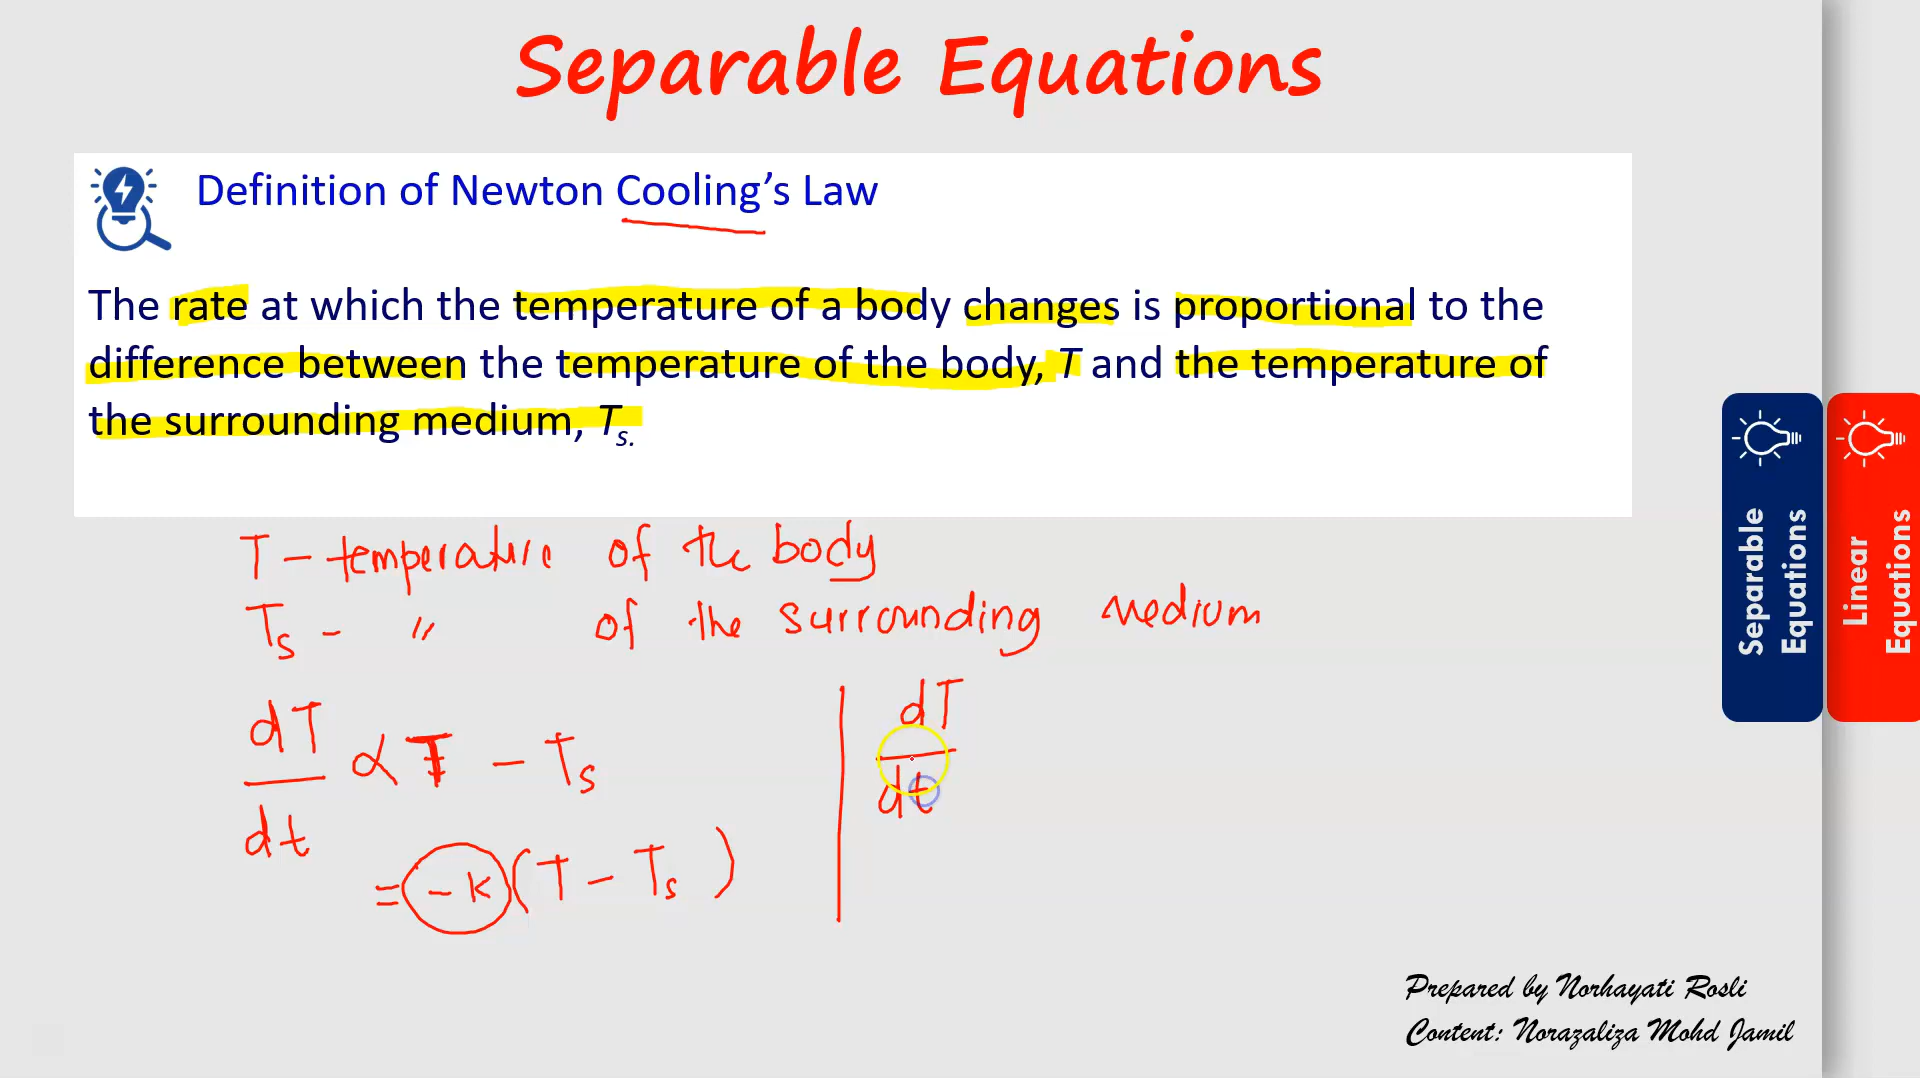 Separable Equations
Definition of Newton Cooling's Law
The rate at which the temperature of a body changes is proportional to the
difference between the temperature of the body, T and the temperature of
the surrounding medium, Ts.
T - temperature of the body
Ts - " of the surrounding medium
dT/dt ∝ T - Ts
= -k(T - Ts)
dT/dt
Separable Equations
Linear Equations
Prepared by Norhayati Rosli
Content: Norazaliza Mohd Jamil